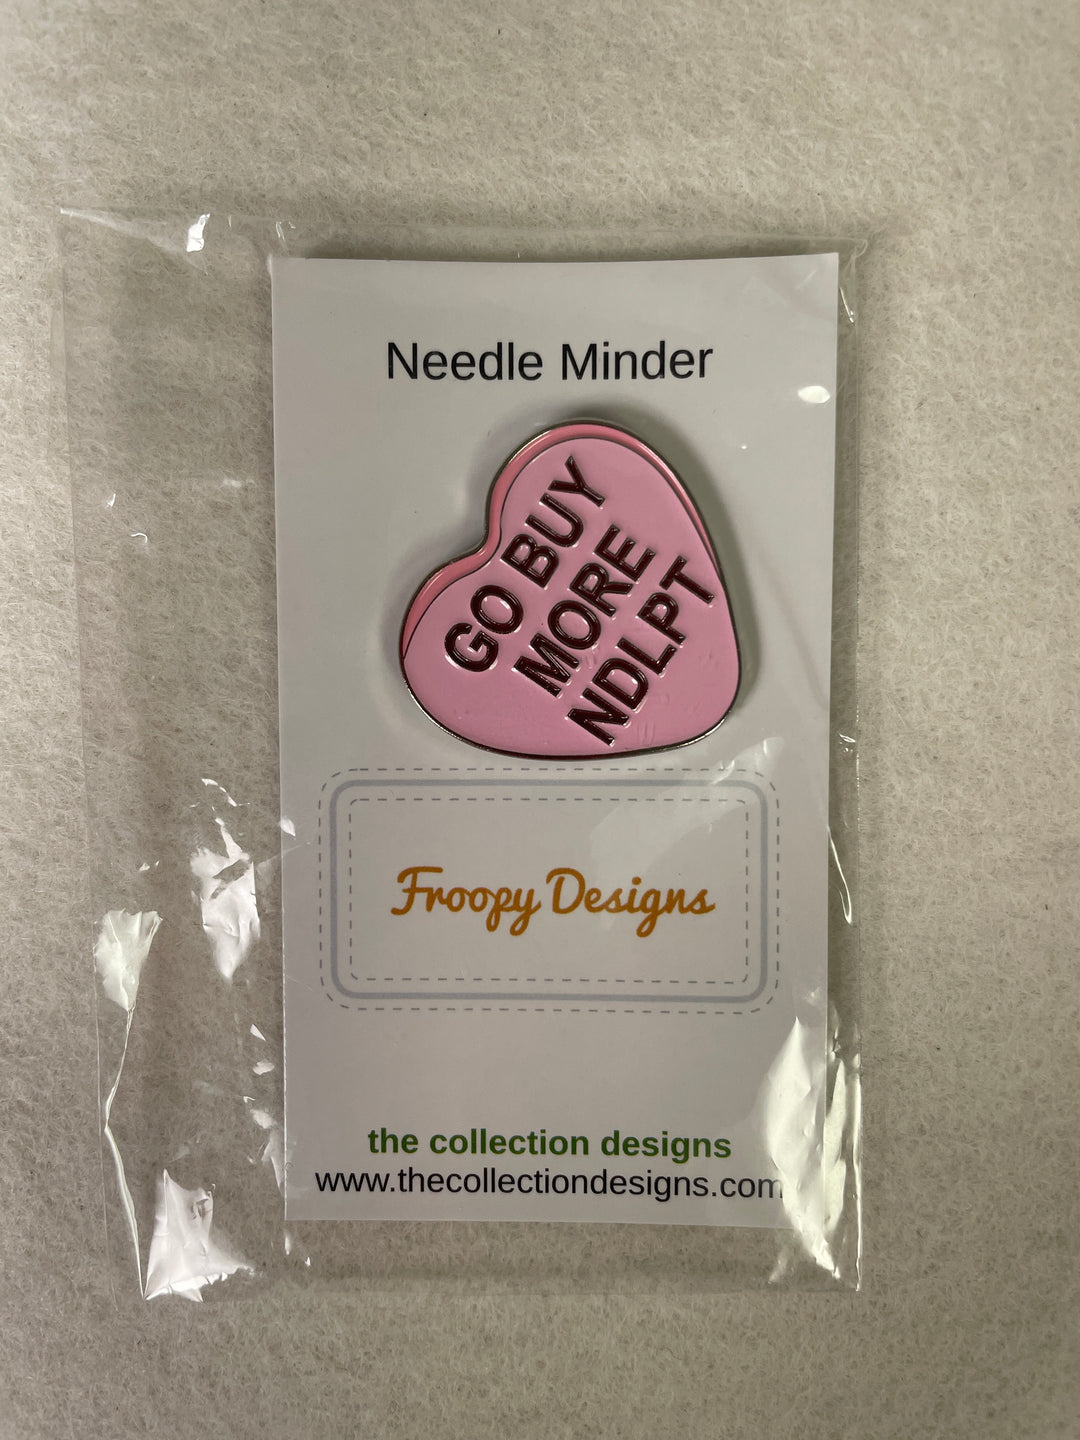 Needle Minder
GO BUY
MORE
NDLPT
Froopy Designs
the collection designs
www.thecollectiondesigns.com